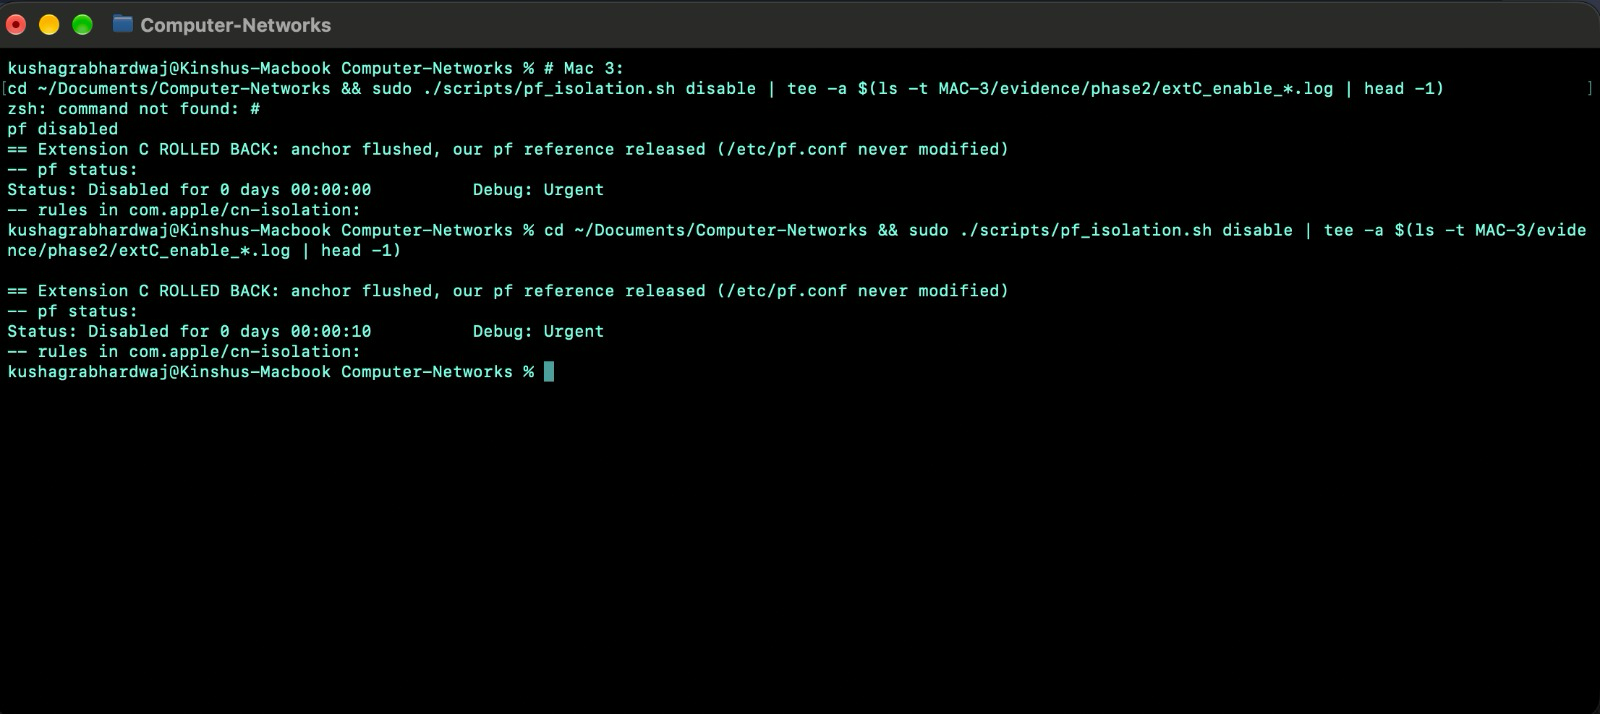 Computer-Networks
kushagrabhardwaj@Kinshus-Macbook Computer-Networks % # Mac 3:
[cd ~/Documents/Computer-Networks && sudo ./scripts/pf_isolation.sh disable | tee -a $(ls -t MAC-3/evidence/phase2/extC_enable_*.log | head -1) ]
zsh: command not found: #
pf disabled
== Extension C ROLLED BACK: anchor flushed, our pf reference released (/etc/pf.conf never modified)
-- pf status:
Status: Disabled for 0 days 00:00:00          Debug: Urgent
-- rules in com.apple/cn-isolation:
kushagrabhardwaj@Kinshus-Macbook Computer-Networks % cd ~/Documents/Computer-Networks && sudo ./scripts/pf_isolation.sh disable | tee -a $(ls -t MAC-3/evide
nce/phase2/extC_enable_*.log | head -1)
== Extension C ROLLED BACK: anchor flushed, our pf reference released (/etc/pf.conf never modified)
-- pf status:
Status: Disabled for 0 days 00:00:10          Debug: Urgent
-- rules in com.apple/cn-isolation:
kushagrabhardwaj@Kinshus-Macbook Computer-Networks %